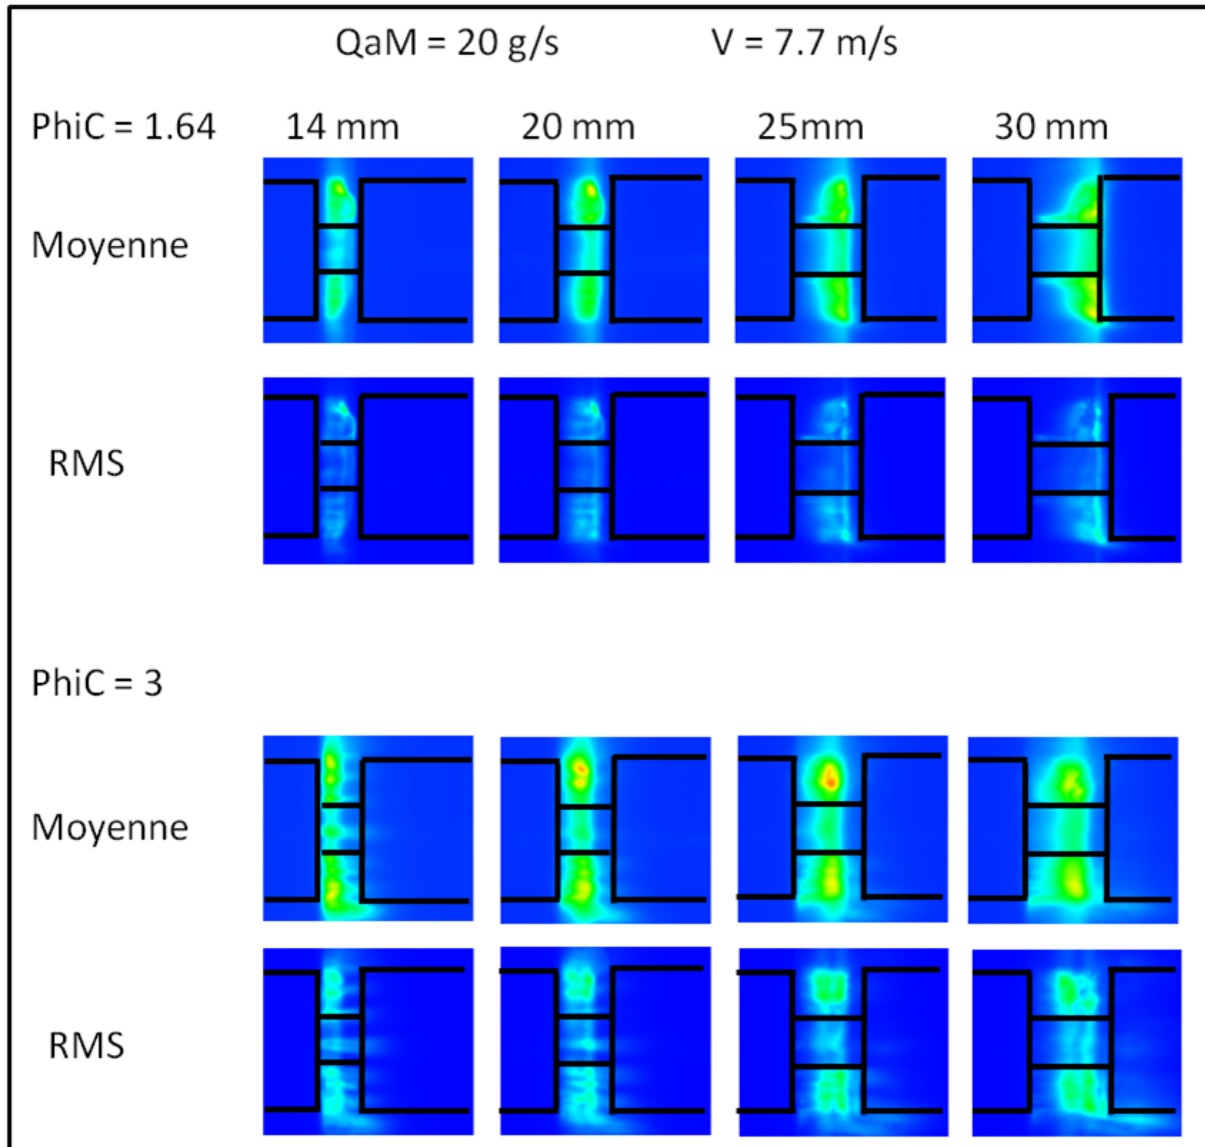 QaM = 20 g/s V = 7.7 m/s
PhiC = 1.64 14 mm 20 mm 25mm 30 mm
Moyenne
RMS
PhiC = 3
Moyenne
RMS